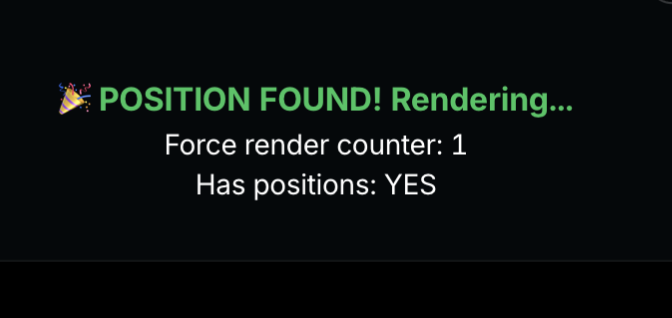 🎉 POSITION FOUND! Rendering...
Force render counter: 1
Has positions: YES